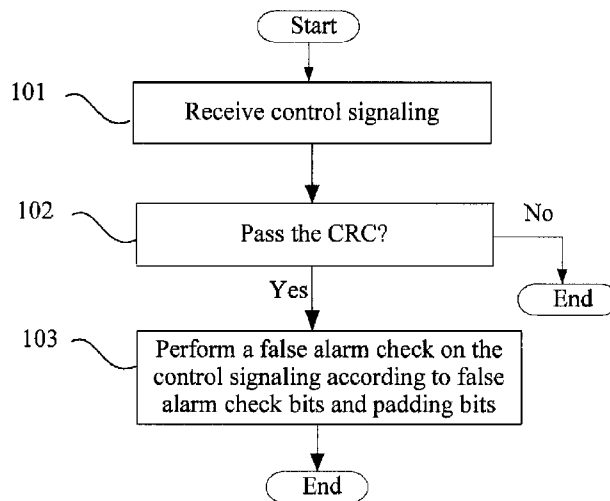 Start
101
Receive control signaling
102
Pass the CRC?
No
Yes
End
103
Perform a false alarm check on the
control signaling according to false
alarm check bits and padding bits
End